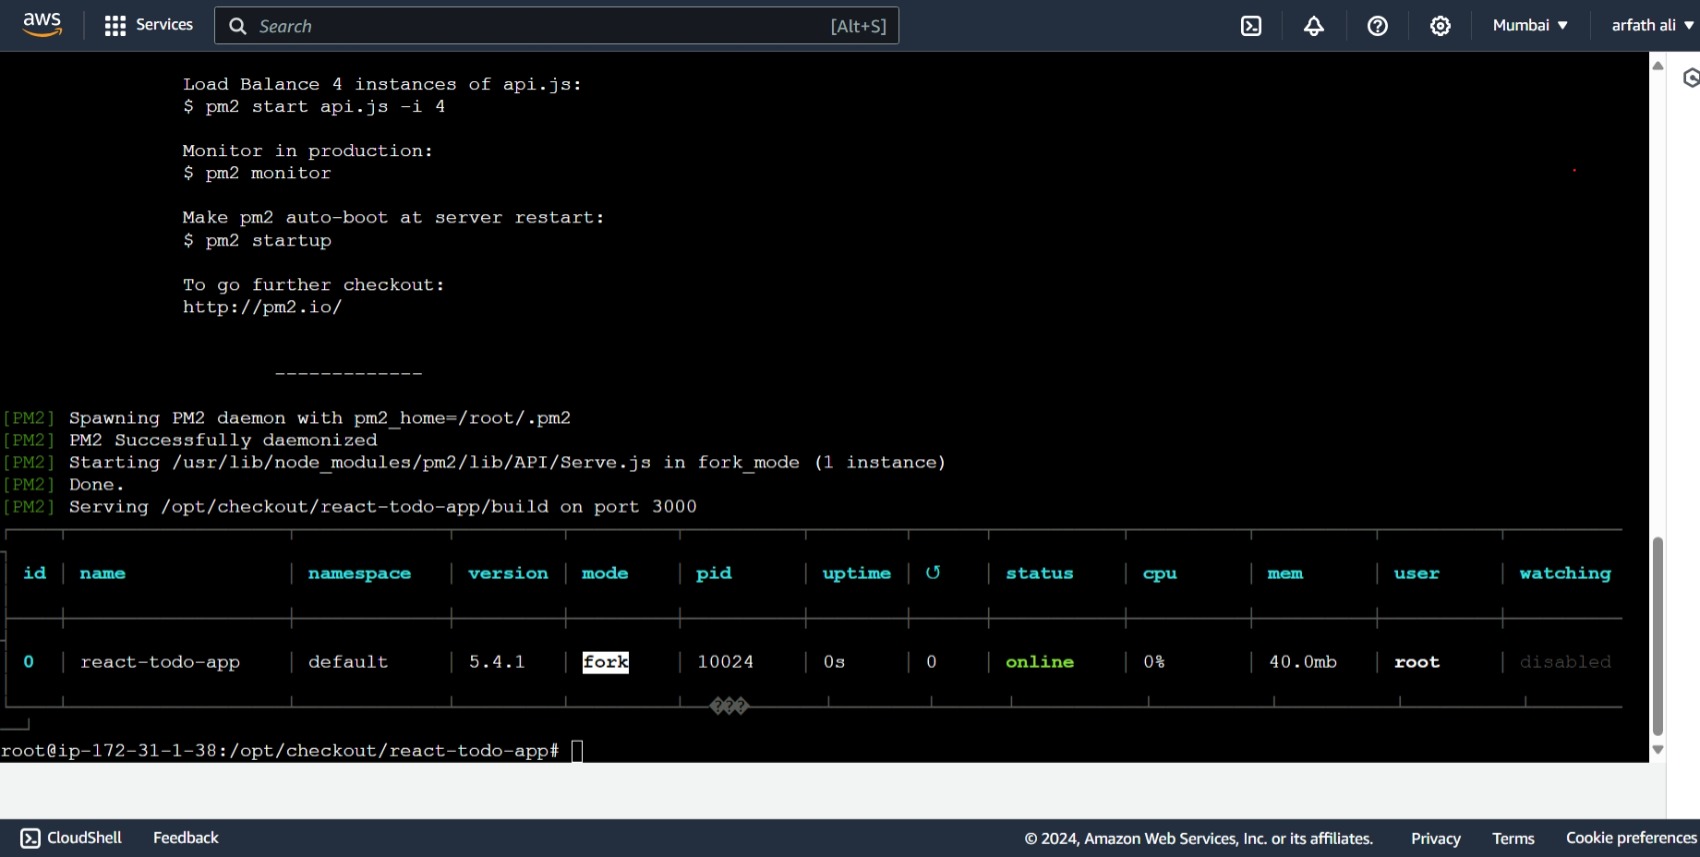 aws Services Search [Alt+S] Mumbai ▼ arfath ali ▼
Load Balance 4 instances of api.js:
$ pm2 start api.js -i 4
Monitor in production:
$ pm2 monitor
Make pm2 auto-boot at server restart:
$ pm2 startup
To go further checkout:
http://pm2.io/
-------------
[PM2] Spawning PM2 daemon with pm2_home=/root/.pm2
[PM2] PM2 Successfully daemonized
[PM2] Starting /usr/lib/node_modules/pm2/lib/API/Serve.js in fork_mode (1 instance)
[PM2] Done.
[PM2] Serving /opt/checkout/react-todo-app/build on port 3000
id │ name │ namespace │ version │ mode │ pid │ uptime │ ↺ │ status │ cpu │ mem │ user │ watching
0 │ react-todo-app │ default │ 5.4.1 │ fork │ 10024 │ 0s │ 0 │ online │ 0% │ 40.0mb │ root │ disabled
���
root@ip-172-31-1-38:/opt/checkout/react-todo-app#
CloudShell Feedback © 2024, Amazon Web Services, Inc. or its affiliates. Privacy Terms Cookie preferences